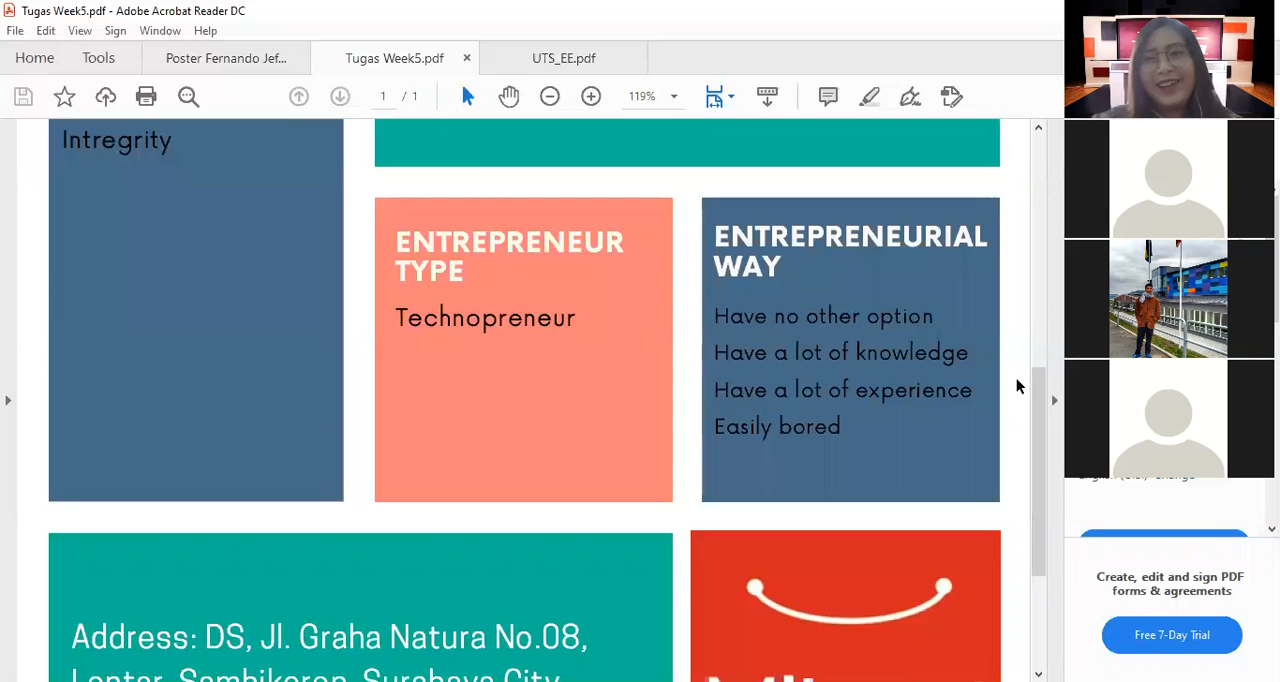 Tugas Week5.pdf - Adobe Acrobat Reader DC
File Edit View Sign Window Help
Home Tools Poster Fernando Jef... Tugas Week5.pdf × UTS_EE.pdf
1 / 1 119%
Intregrity
ENTREPRENEUR
TYPE
Technopreneur
ENTREPRENEURIAL
WAY
Have no other option
Have a lot of knowledge
Have a lot of experience
Easily bored
Address: DS, Jl. Graha Natura No.08,
Create, edit and sign PDF
forms & agreements
Free 7-Day Trial